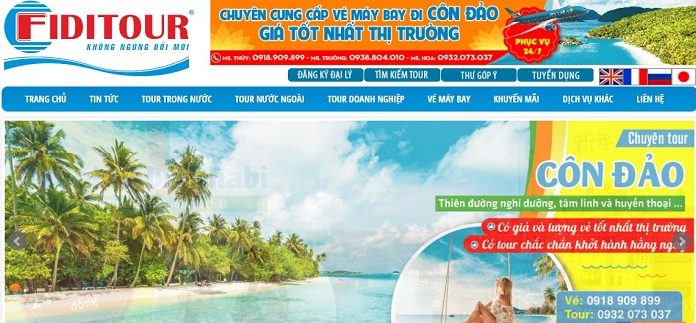 FIDITOUR®
KHÔNG NGỪNG ĐỔI MỚI
CHUYÊN CUNG CẤP VÉ MÁY BAY ĐI CÔN ĐẢO
GIÁ TỐT NHẤT THỊ TRƯỜNG
PHỤC VỤ
24/7
MS. THÚY: 0918.909.899 - MR. TRƯỜNG: 0938.804.010 - MS. HOA: 0932.073.037
ĐĂNG KÝ ĐẠI LÝ TÌM KIẾM TOUR THƯ GÓP Ý TUYỂN DỤNG
TRANG CHỦ TIN TỨC TOUR TRONG NƯỚC TOUR NƯỚC NGOÀI TOUR DOANH NGHIỆP VÉ MÁY BAY KHUYẾN MÃI DỊCH VỤ KHÁC LIÊN HỆ
Chuyên tour
CÔN ĐẢO
Thiên đường nghỉ dưỡng, tâm linh và huyền thoại ...
Có giá và lượng vé tốt nhất thị trường
Có tour chắc chắn khởi hành hằng ngày
Vé: 0918 909 899
Tour: 0932 073 037